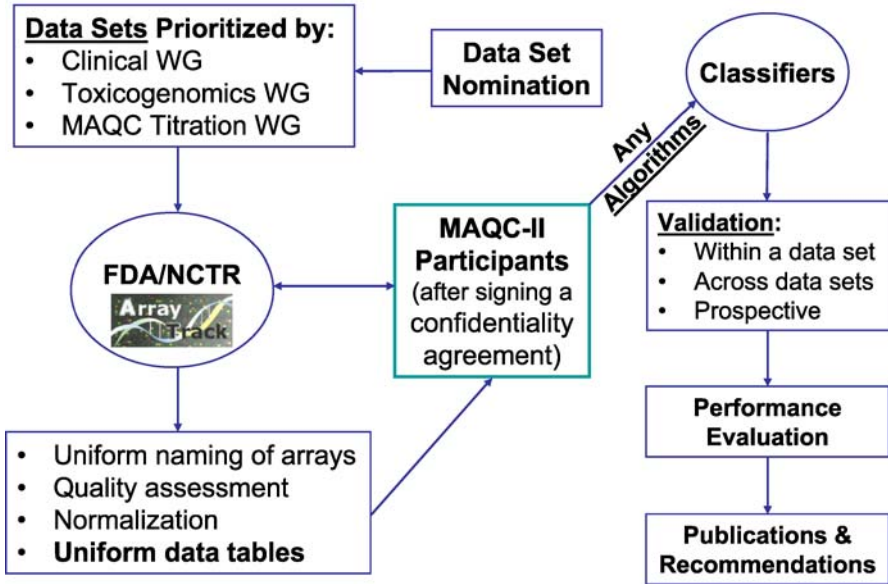 Data Sets Prioritized by:
• Clinical WG
• Toxicogenomics WG
• MAQC Titration WG
Data Set
Nomination
Classifiers
Any
Algorithms
FDA/NCTR
Array
Track
MAQC-II
Participants
(after signing a
confidentiality
agreement)
Validation:
• Within a data set
• Across data sets
• Prospective
• Uniform naming of arrays
• Quality assessment
• Normalization
• Uniform data tables
Performance
Evaluation
Publications &
Recommendations